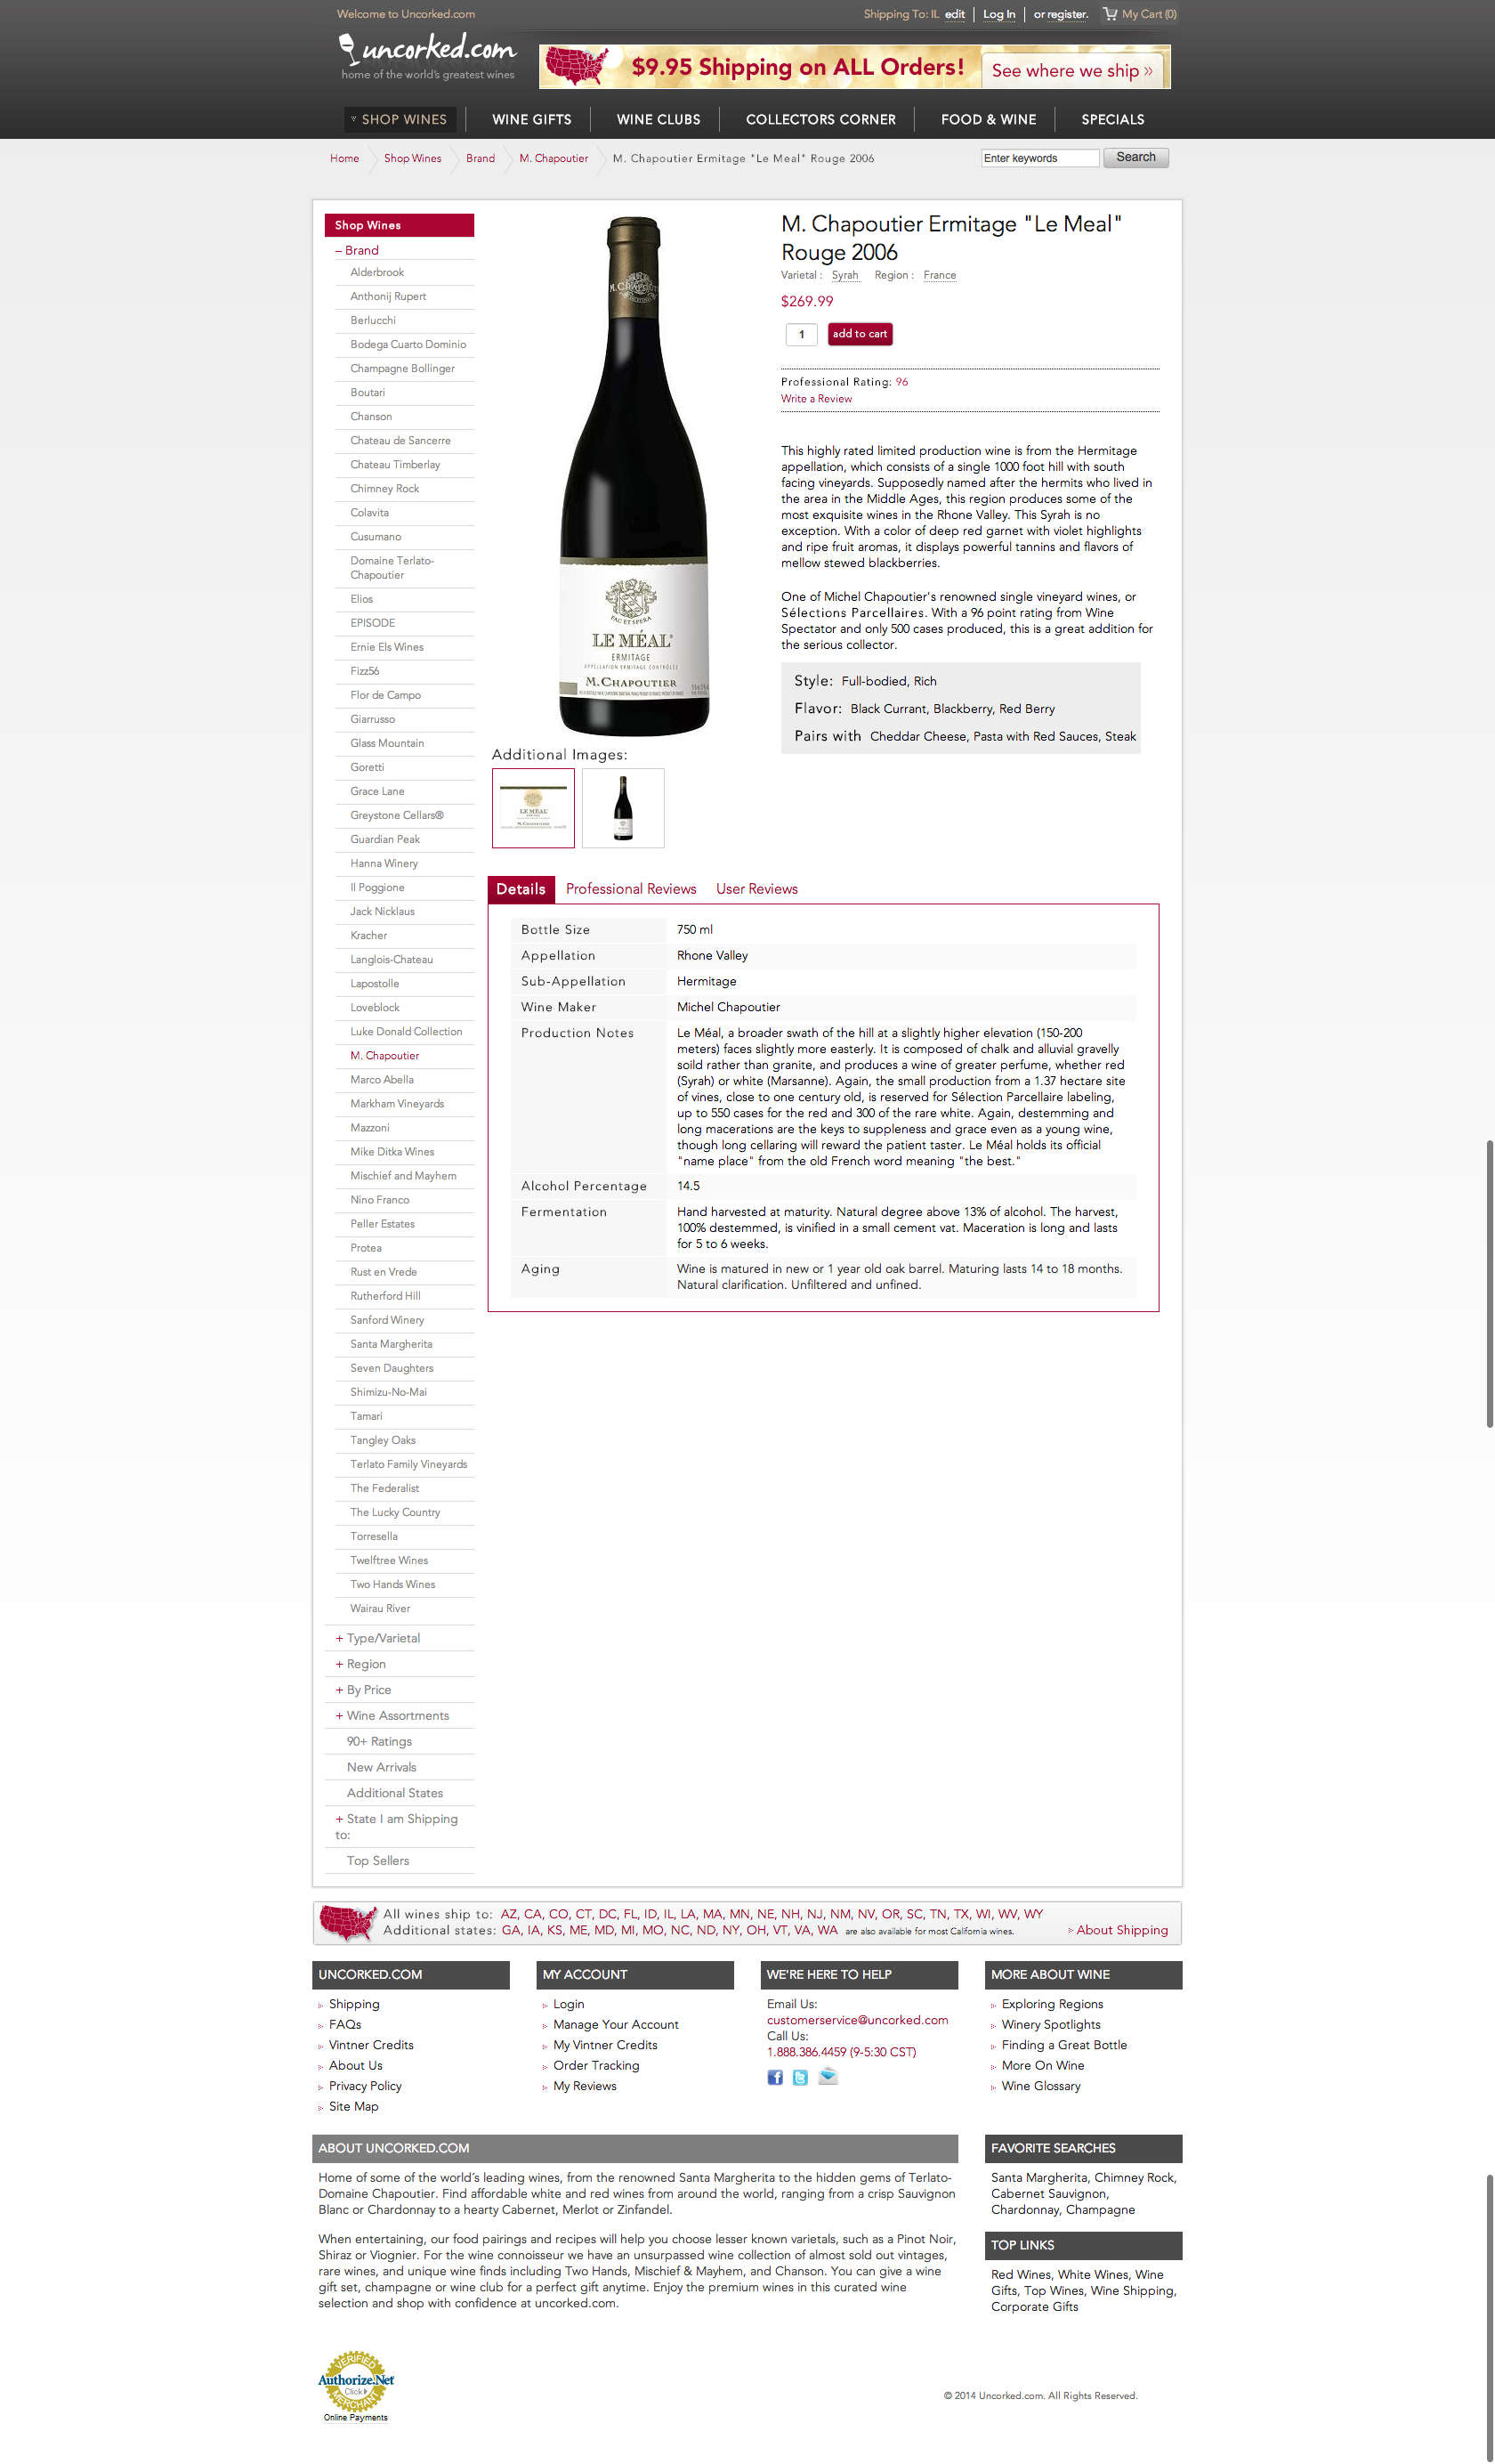 Welcome to Uncorked.com
Shipping To: IL edit | Log In | or register. My Cart (0)
uncorked.com
home of the world's greatest wines
$9.95 Shipping on ALL Orders! See where we ship »
SHOP WINES WINE GIFTS WINE CLUBS COLLECTORS CORNER FOOD & WINE SPECIALS
Home Shop Wines Brand M. Chapoutier M. Chapoutier Ermitage "Le Meal" Rouge 2006
Enter keywords Search
Shop Wines
– Brand
Alderbrook
Anthonij Rupert
Berlucchi
Bodega Cuarto Dominio
Champagne Bollinger
Boutari
Chanson
Chateau de Sancerre
Chateau Timberlay
Chimney Rock
Colavita
Cusumano
Domaine Terlato-
Chapoutier
Elios
EPISODE
Ernie Els Wines
Fizz56
Flor de Campo
Giarrusso
Glass Mountain
Goretti
Grace Lane
Greystone Cellars®
Guardian Peak
Hanna Winery
Il Poggione
Jack Nicklaus
Kracher
Langlois-Chateau
Lapostolle
Loveblock
Luke Donald Collection
M. Chapoutier
Marco Abella
Markham Vineyards
Mazzoni
Mike Ditka Wines
Mischief and Mayhem
Nino Franco
Peller Estates
Protea
Rust en Vrede
Rutherford Hill
Sanford Winery
Santa Margherita
Seven Daughters
Shimizu-No-Mai
Tamari
Tangley Oaks
Terlato Family Vineyards
The Federalist
The Lucky Country
Torresella
Twelftree Wines
Two Hands Wines
Wairau River
+ Type/Varietal
+ Region
+ By Price
+ Wine Assortments
90+ Ratings
New Arrivals
Additional States
+ State I am Shipping
to:
Top Sellers
M. CHAPOUTIER
FAC ET SPERA
LE MÉAL
ERMITAGE
APPELLATION ERMITAGE CONTRÔLÉE
M. CHAPOUTIER
Additional Images:
LE MÉAL
M. CHAPOUTIER
M. Chapoutier Ermitage "Le Meal"
Rouge 2006
Varietal : Syrah Region : France
$269.99
1 add to cart
Professional Rating: 96
Write a Review
This highly rated limited production wine is from the Hermitage
appellation, which consists of a single 1000 foot hill with south
facing vineyards. Supposedly named after the hermits who lived in
the area in the Middle Ages, this region produces some of the
most exquisite wines in the Rhone Valley. This Syrah is no
exception. With a color of deep red garnet with violet highlights
and ripe fruit aromas, it displays powerful tannins and flavors of
mellow stewed blackberries.
One of Michel Chapoutier's renowned single vineyard wines, or
Sélections Parcellaires. With a 96 point rating from Wine
Spectator and only 500 cases produced, this is a great addition for
the serious collector.
Style: Full-bodied, Rich
Flavor: Black Currant, Blackberry, Red Berry
Pairs with Cheddar Cheese, Pasta with Red Sauces, Steak
Details Professional Reviews User Reviews
Bottle Size 750 ml
Appellation Rhone Valley
Sub-Appellation Hermitage
Wine Maker Michel Chapoutier
Production Notes Le Méal, a broader swath of the hill at a slightly higher elevation (150-200
meters) faces slightly more easterly. It is composed of chalk and alluvial gravelly
soild rather than granite, and produces a wine of greater perfume, whether red
(Syrah) or white (Marsanne). Again, the small production from a 1.37 hectare site
of vines, close to one century old, is reserved for Sélection Parcellaire labeling,
up to 550 cases for the red and 300 of the rare white. Again, destemming and
long macerations are the keys to suppleness and grace even as a young wine,
though long cellaring will reward the patient taster. Le Méal holds its official
"name place" from the old French word meaning "the best."
Alcohol Percentage 14.5
Fermentation Hand harvested at maturity. Natural degree above 13% of alcohol. The harvest,
100% destemmed, is vinified in a small cement vat. Maceration is long and lasts
for 5 to 6 weeks.
Aging Wine is matured in new or 1 year old oak barrel. Maturing lasts 14 to 18 months.
Natural clarification. Unfiltered and unfined.
All wines ship to: AZ, CA, CO, CT, DC, FL, ID, IL, LA, MA, MN, NE, NH, NJ, NM, NV, OR, SC, TN, TX, WI, WV, WY
Additional states: GA, IA, KS, ME, MD, MI, MO, NC, ND, NY, OH, VT, VA, WA are also available for most California wines. About Shipping
UNCORKED.COM
Shipping
FAQs
Vintner Credits
About Us
Privacy Policy
Site Map
MY ACCOUNT
Login
Manage Your Account
My Vintner Credits
Order Tracking
My Reviews
WE'RE HERE TO HELP
Email Us:
customerservice@uncorked.com
Call Us:
1.888.386.4459 (9-5:30 CST)
MORE ABOUT WINE
Exploring Regions
Winery Spotlights
Finding a Great Bottle
More On Wine
Wine Glossary
ABOUT UNCORKED.COM
Home of some of the world's leading wines, from the renowned Santa Margherita to the hidden gems of Terlato-
Domaine Chapoutier. Find affordable white and red wines from around the world, ranging from a crisp Sauvignon
Blanc or Chardonnay to a hearty Cabernet, Merlot or Zinfandel.
When entertaining, our food pairings and recipes will help you choose lesser known varietals, such as a Pinot Noir,
Shiraz or Viognier. For the wine connoisseur we have an unsurpassed wine collection of almost sold out vintages,
rare wines, and unique wine finds including Two Hands, Mischief & Mayhem, and Chanson. You can give a wine
gift set, champagne or wine club for a perfect gift anytime. Enjoy the premium wines in this curated wine
selection and shop with confidence at uncorked.com.
FAVORITE SEARCHES
Santa Margherita, Chimney Rock,
Cabernet Sauvignon,
Chardonnay, Champagne
TOP LINKS
Red Wines, White Wines, Wine
Gifts, Top Wines, Wine Shipping,
Corporate Gifts
VERIFIED
Authorize.Net
Click
MERCHANT
Online Payments
© 2014 Uncorked.com. All Rights Reserved.